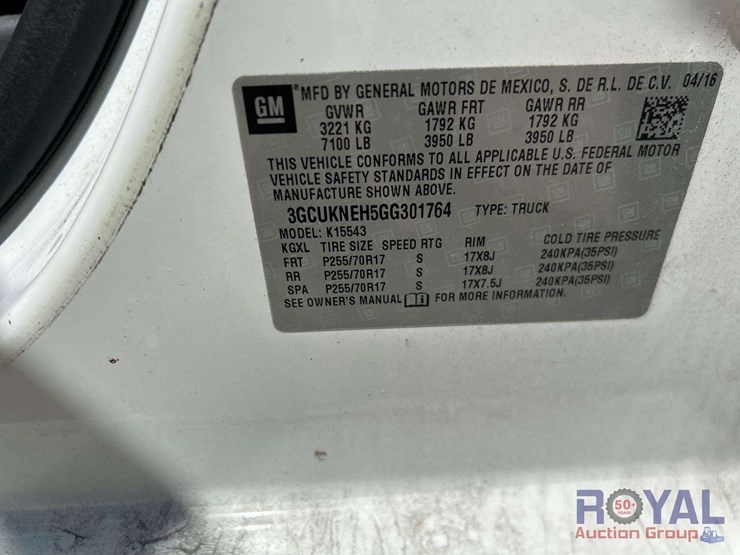 GM
*MFD BY GENERAL MOTORS DE MEXICO, S. DE R.L. DE C.V. 04/16
GVWR GAWR FRT GAWR RR
3221 KG 1792 KG 1792 KG
7100 LB 3950 LB 3950 LB
THIS VEHICLE CONFORMS TO ALL APPLICABLE U.S. FEDERAL MOTOR
VEHICLE SAFETY STANDARDS IN EFFECT ON THE DATE OF
MANUFACTURE SHOWN ABOVE.
3GCUKNEH5GG301764 TYPE: TRUCK
MODEL: K15543
KGXL TIRE SIZE SPEED RTG RIM COLD TIRE PRESSURE
FRT P255/70R17 S 17X8J 240KPA(35PSI)
RR P255/70R17 S 17X8J 240KPA(35PSI)
SPA P255/70R17 S 17X7.5J 240KPA(35PSI)
SEE OWNER'S MANUAL FOR MORE INFORMATION.
ROYAL
50+
YEARS
Auction Group